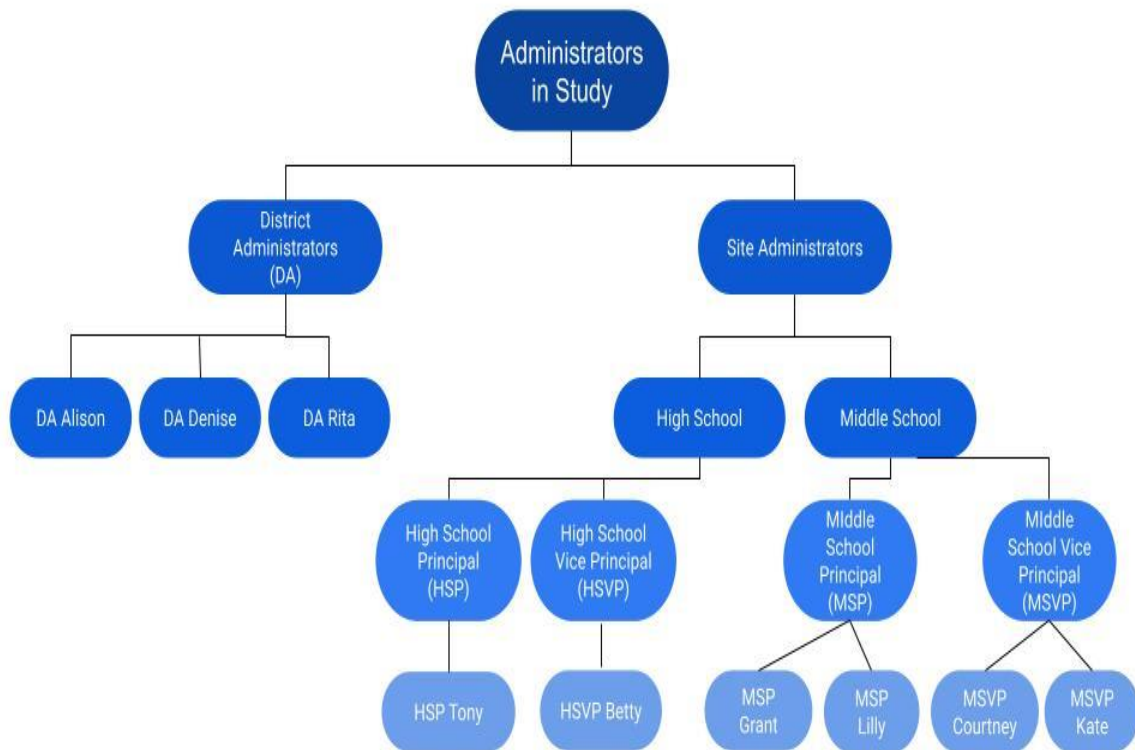 Administrators
in Study
District
Administrators
(DA)
Site Administrators
DA Alison
DA Denise
DA Rita
High School
Middle School
High School
Principal
(HSP)
High School
Vice Principal
(HSVP)
MIddle
School
Principal
(MSP)
MIddle
School Vice
Principal
(MSVP)
HSP Tony
HSVP Betty
MSP
Grant
MSP
Lilly
MSVP
Courtney
MSVP
Kate